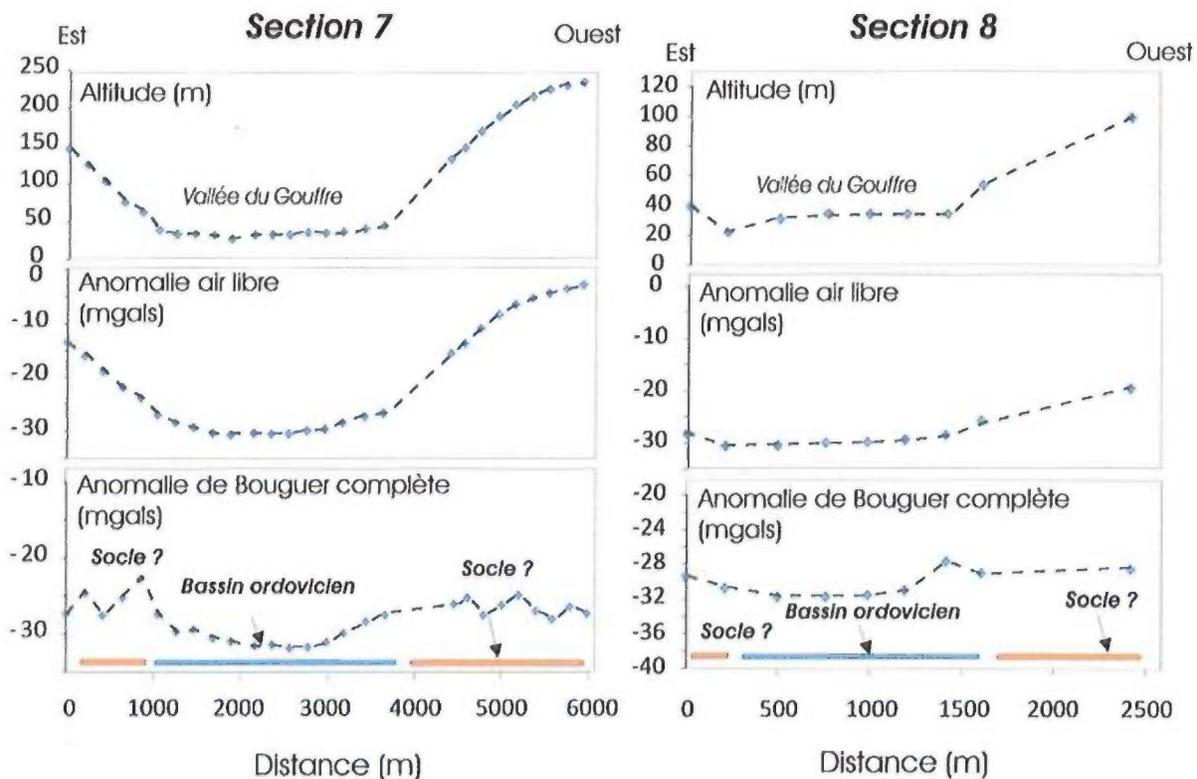 Section 7
Est
Ouest
250
200
150
100
50
0
Altitude (m)
Vallée du Gouffre
0
-10
-20
-30
Anomalie air libre
(mgals)
-10
-20
-30
Anomalie de Bouguer complète
(mgals)
Socle ?
Bassin ordovicien
Socle ?
0 1000 2000 3000 4000 5000 6000
Distance (m)
Section 8
Est
Ouest
120
100
80
60
40
20
0
Altitude (m)
Vallée du Gouffre
0
-10
-20
-30
Anomalie air libre
(mgals)
-20
-24
-28
-32
-36
-40
Anomalie de Bouguer complète
(mgals)
Socle ?
Bassin ordovicien
Socle ?
0 500 1000 1500 2000 2500
Distance (m)